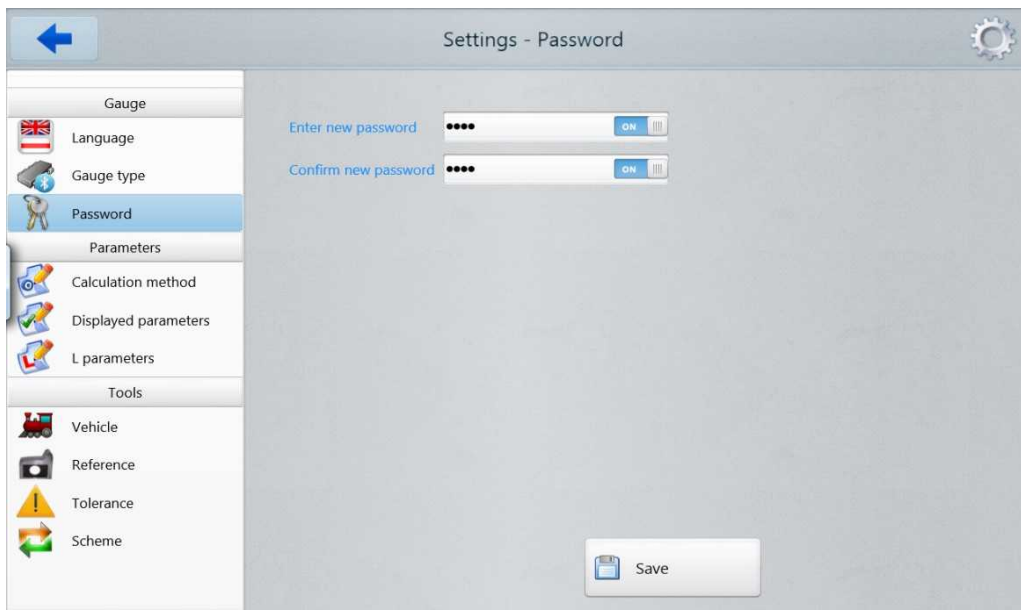 Settings - Password
Gauge
Language
Gauge type
Password
Parameters
Calculation method
Displayed parameters
L parameters
Tools
Vehicle
Reference
Tolerance
Scheme
Enter new password •••• ON
Confirm new password •••• ON
Save